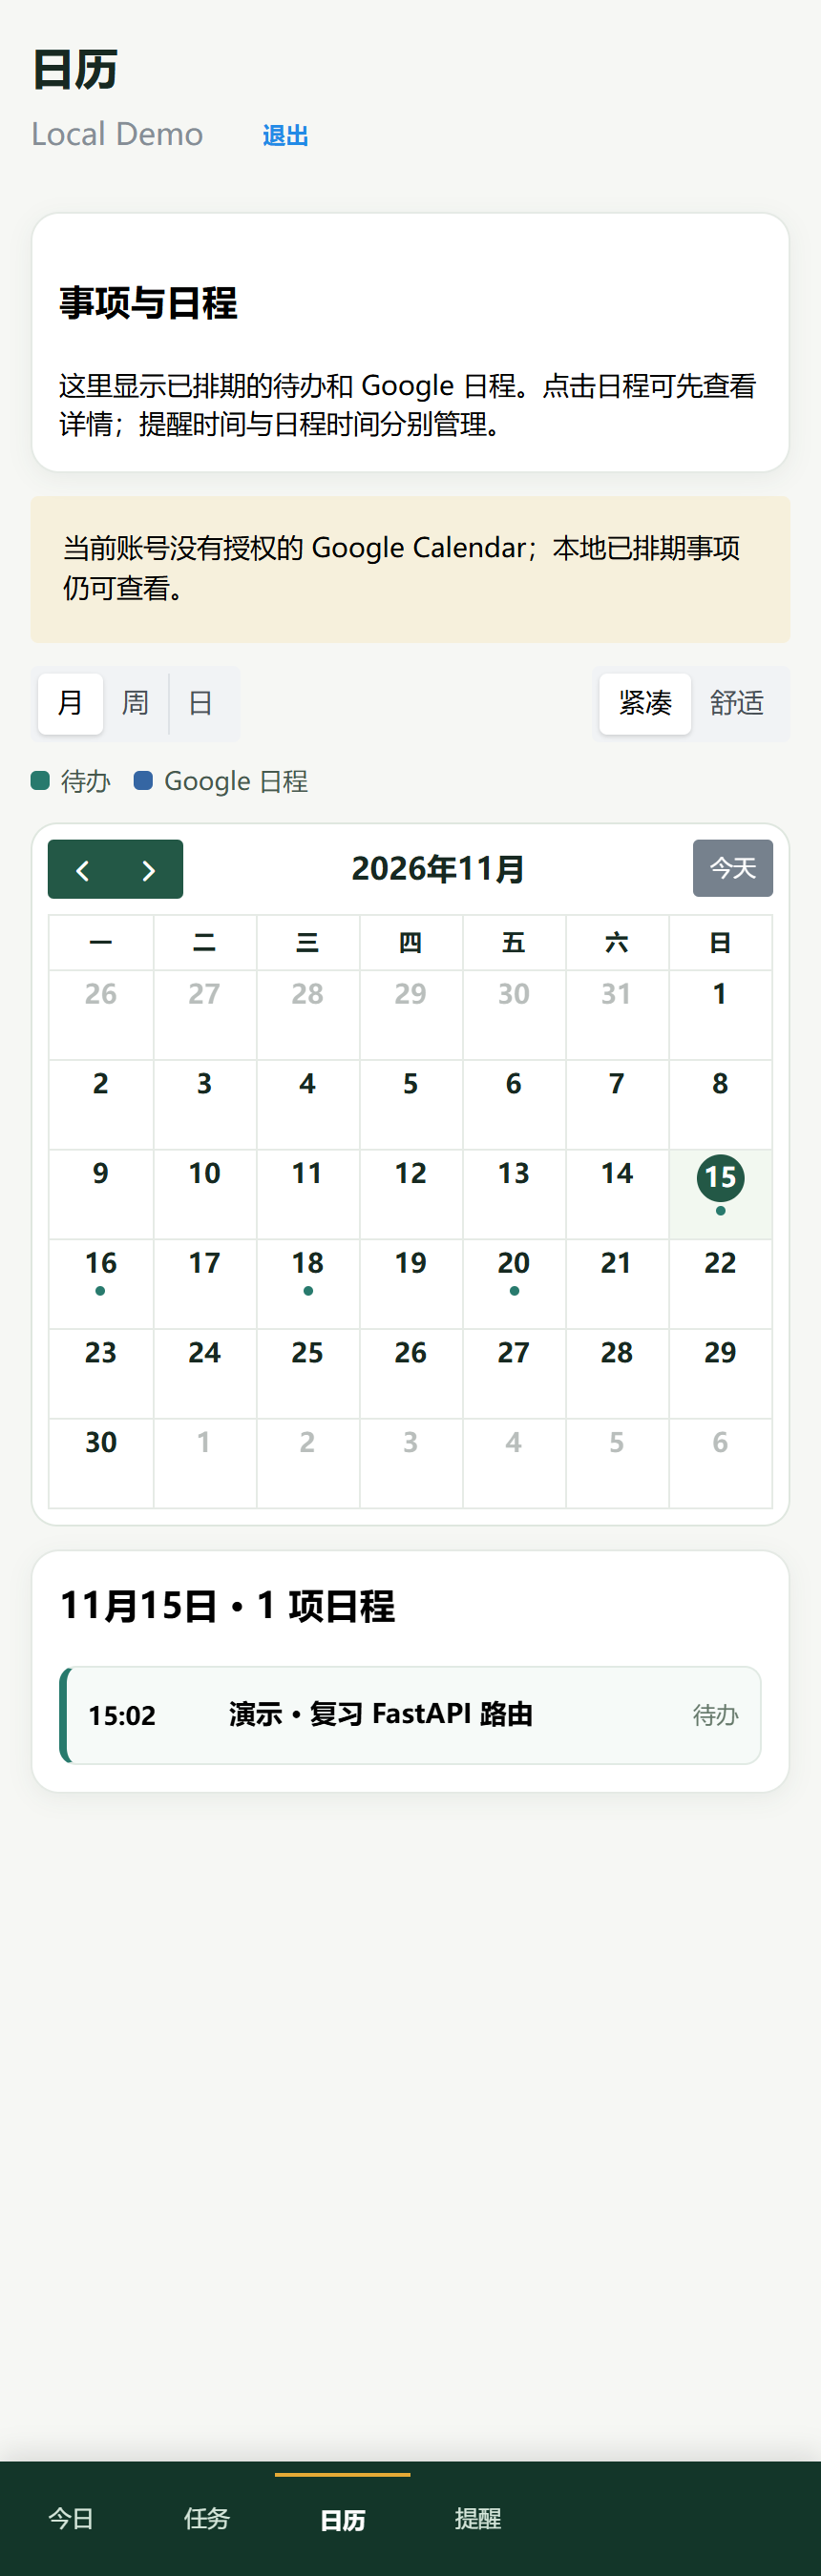 日历
Local Demo 退出
事项与日程
这里显示已排期的待办和 Google 日程。点击日程可先查看
详情；提醒时间与日程时间分别管理。
当前账号没有授权的 Google Calendar；本地已排期事项
仍可查看。
月 周 日 紧凑 舒适
待办 Google 日程
2026年11月 今天
一 二 三 四 五 六 日
26 27 28 29 30 31 1
2 3 4 5 6 7 8
9 10 11 12 13 14 15
16 17 18 19 20 21 22
23 24 25 26 27 28 29
30 1 2 3 4 5 6
11月15日 · 1 项日程
15:02 演示 · 复习 FastAPI 路由 待办
今日 任务 日历 提醒